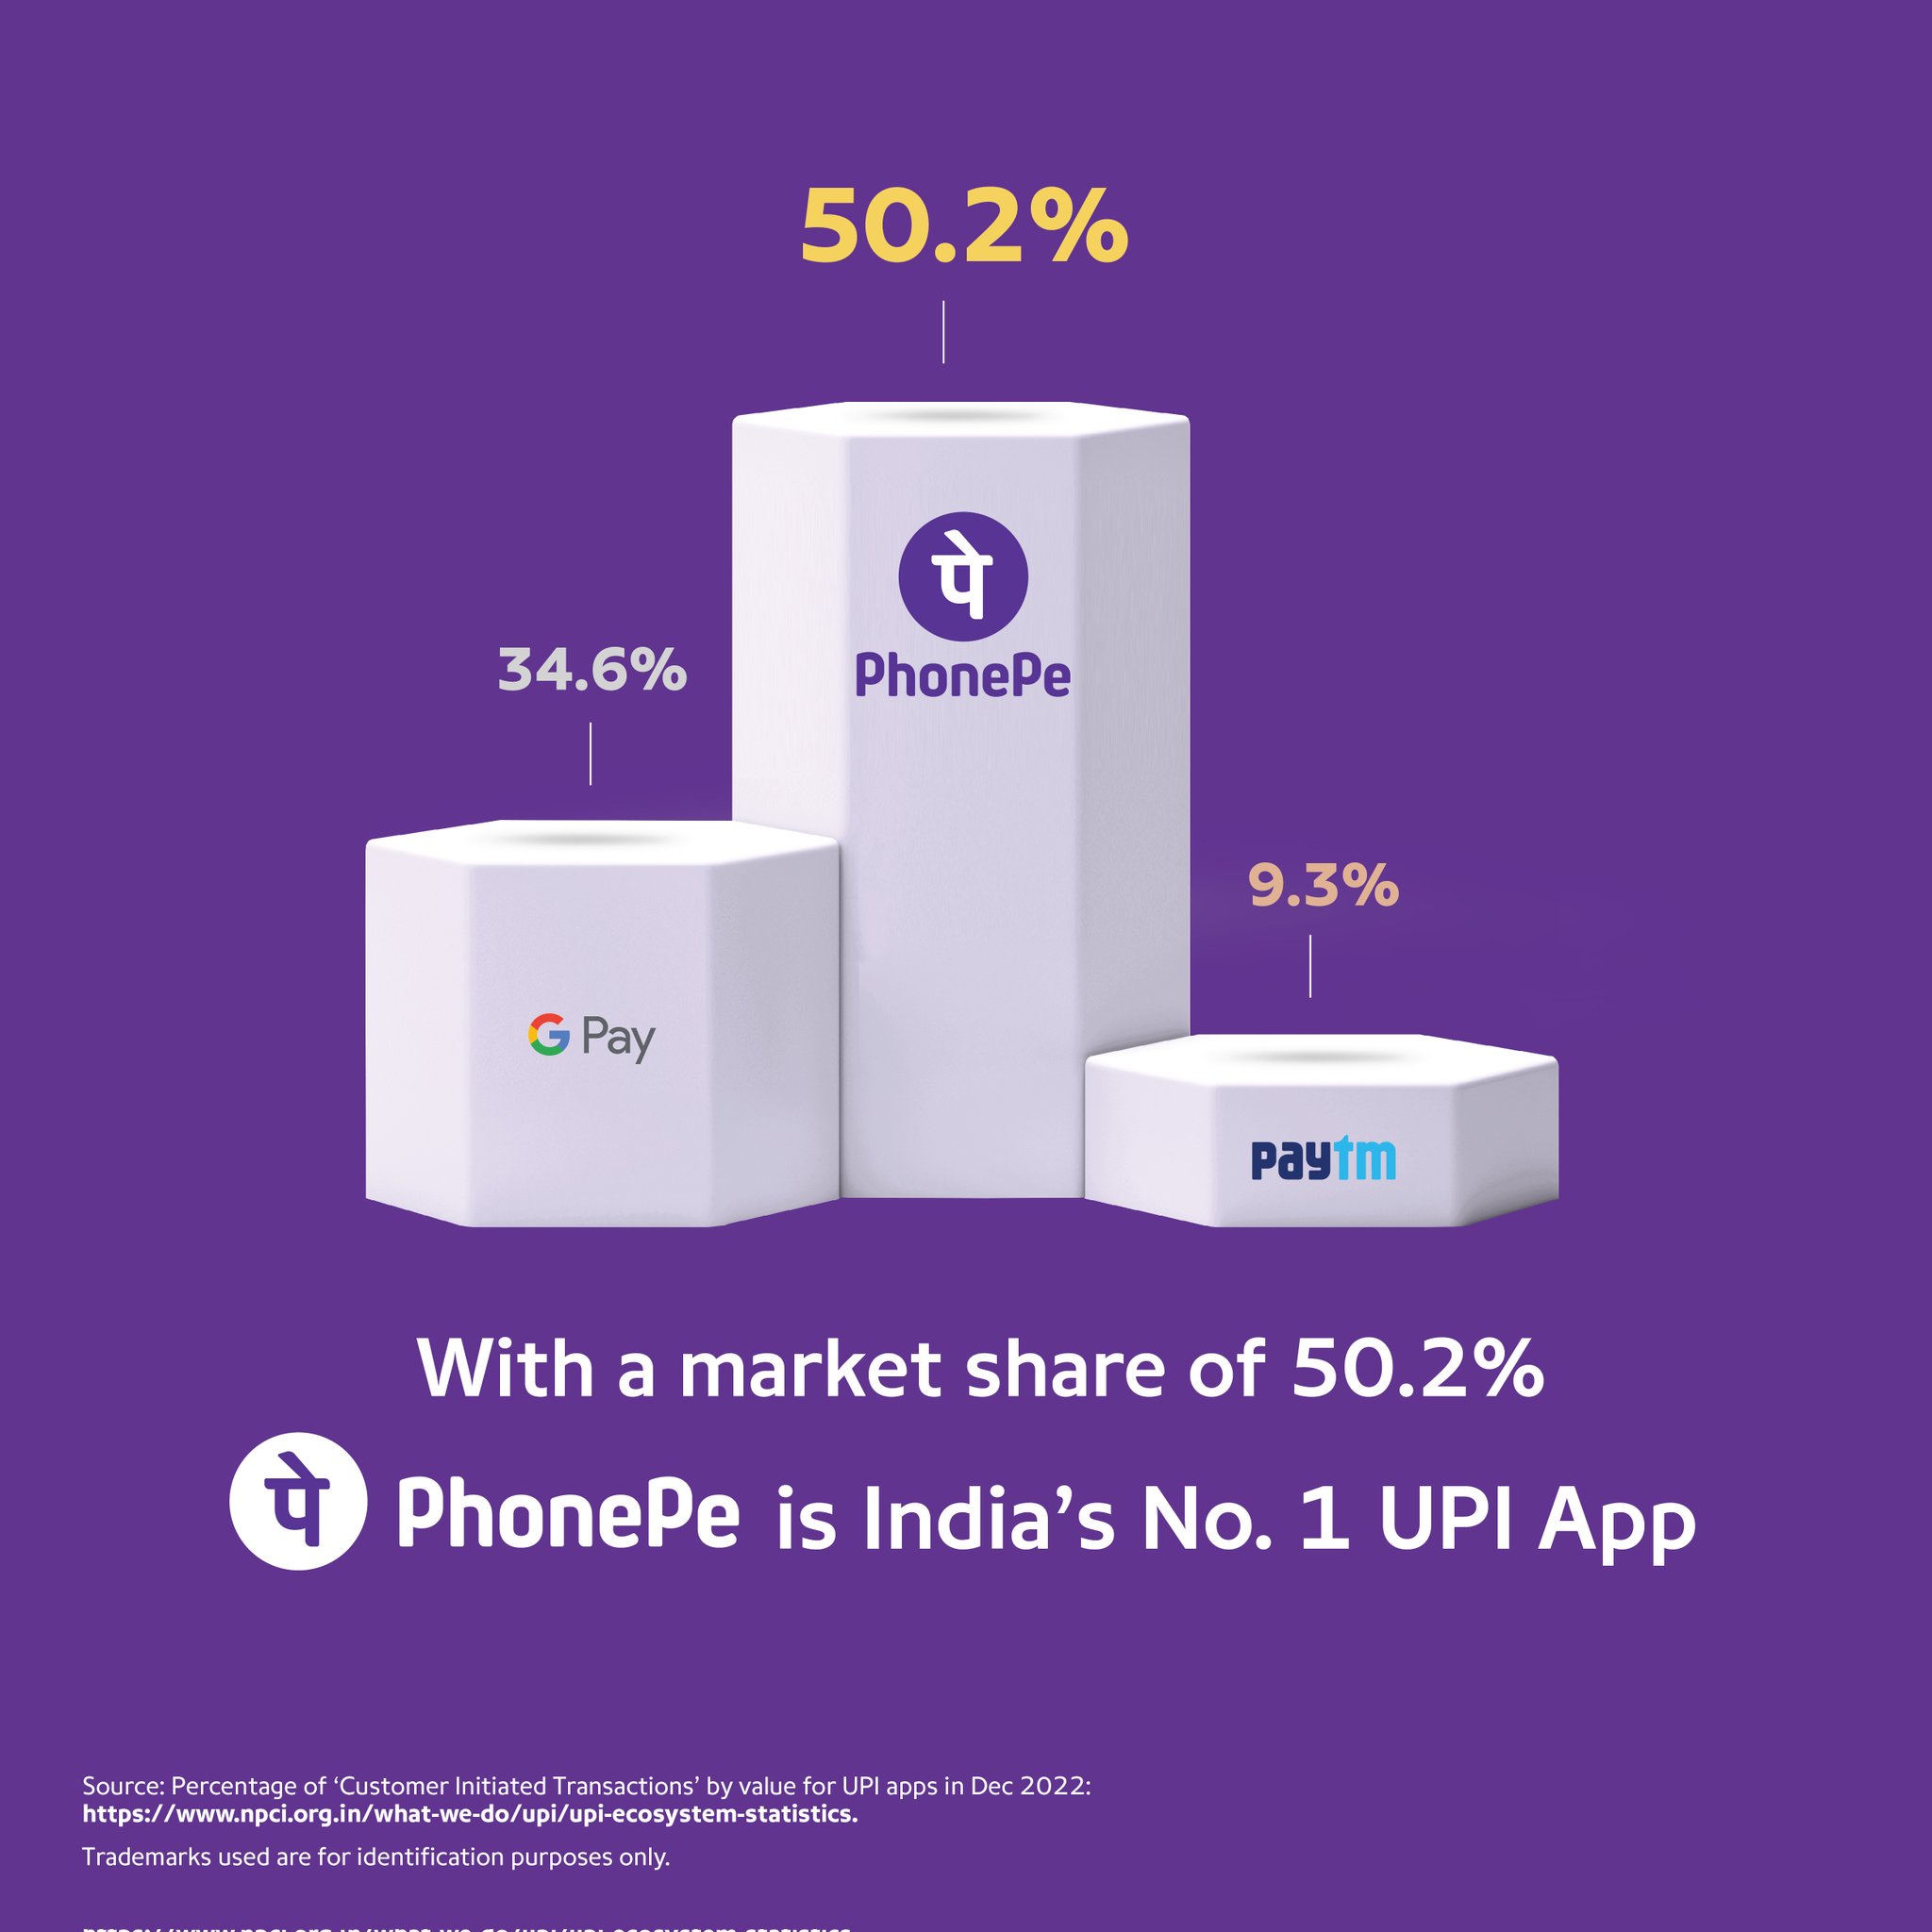 50.2%
पे
PhonePe
34.6%
G Pay
9.3%
paytm
With a market share of 50.2%
पे PhonePe is India’s No. 1 UPI App
Source: Percentage of ‘Customer Initiated Transactions’ by value for UPI apps in Dec 2022:
https://www.npci.org.in/what-we-do/upi/upi-ecosystem-statistics.
Trademarks used are for identification purposes only.